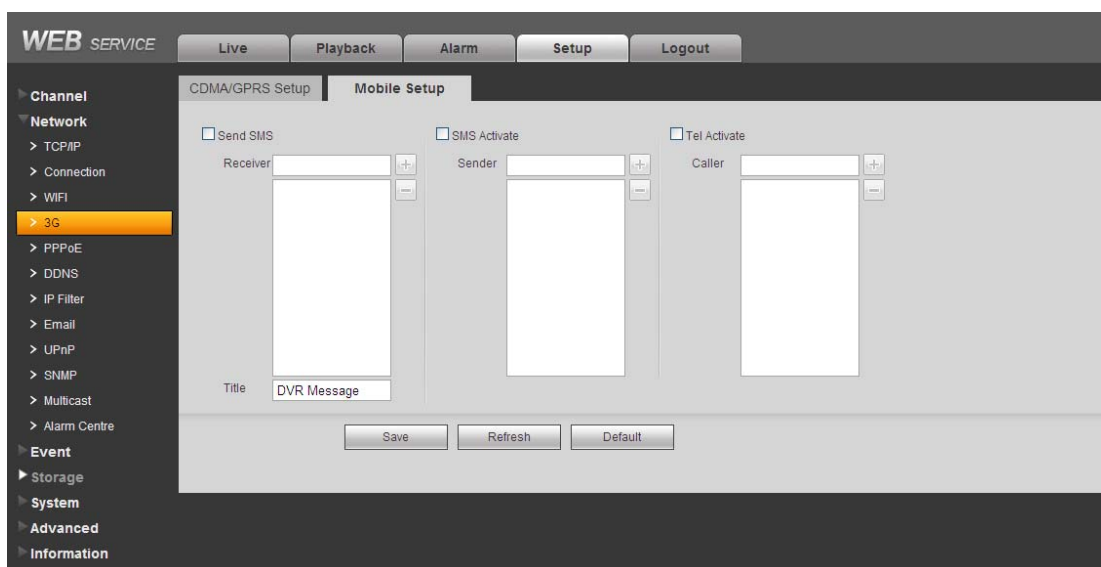 WEB SERVICE
Live
Playback
Alarm
Setup
Logout
CDMA/GPRS Setup
Mobile Setup
Channel
Network
> TCP/IP
> Connection
> WIFI
> 3G
> PPPoE
> DDNS
> IP Filter
> Email
> UPnP
> SNMP
> Multicast
> Alarm Centre
Event
Storage
System
Advanced
Information
Send SMS
Receiver
Title
DVR Message
SMS Activate
Sender
Tel Activate
Caller
Save
Refresh
Default